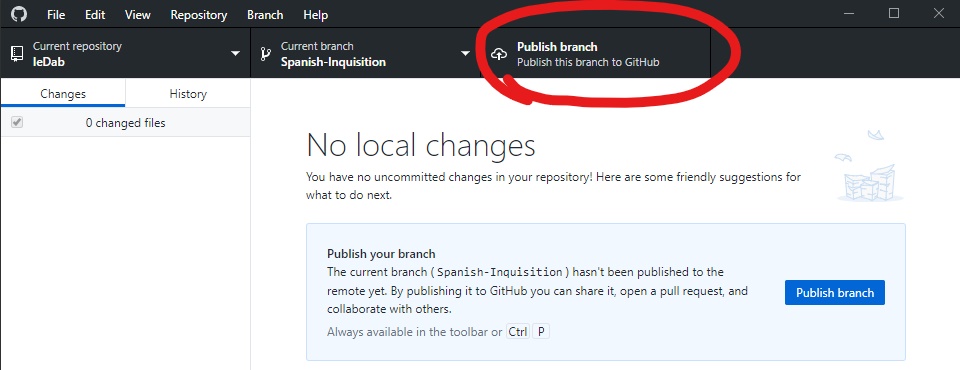 File Edit View Repository Branch Help
Current repository
leDab
Current branch
Spanish-Inquisition
Publish branch
Publish this branch to GitHub
Changes
History
0 changed files
No local changes
You have no uncommitted changes in your repository! Here are some friendly suggestions for
what to do next.
Publish your branch
The current branch ( Spanish-Inquisition ) hasn't been published to the
remote yet. By publishing it to GitHub you can share it, open a pull request, and
collaborate with others.
Always available in the toolbar or Ctrl P
Publish branch